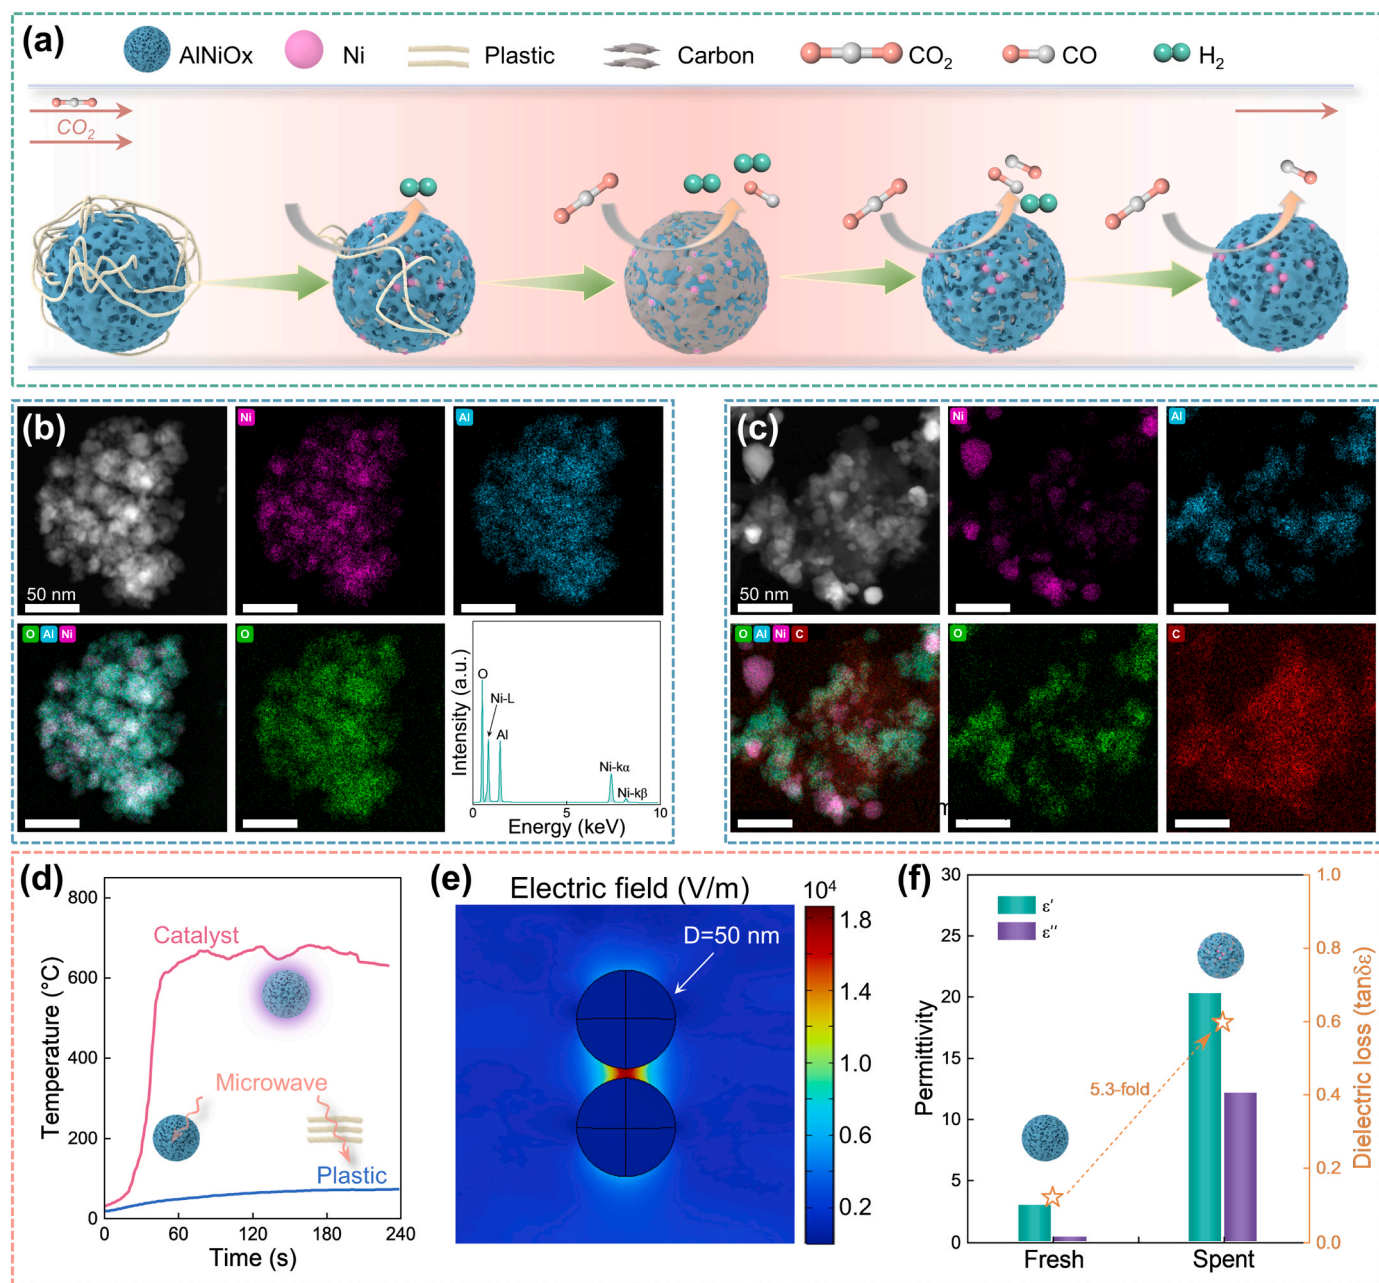 (a)
AlNiOx Ni Plastic Carbon CO2 CO H2
CO2
(b)
Ni
Al
50 nm
O Al Ni
O
Intensity (a.u.)
O
Ni-L
Al
Ni-kα
Ni-kβ
0 5 10
Energy (keV)
(c)
Ni
Al
50 nm
O Al Ni C
O
C
(d)
800
600
400
200
0
Temperature (°C)
Catalyst
Microwave
Plastic
0 60 120 180 240
Time (s)
(e)
Electric field (V/m)
10⁴
D=50 nm
1.8
1.4
1.0
0.6
0.2
(f)
30
25
20
15
10
5
0
Permittivity
ε′
ε′′
5.3-fold
Fresh Spent
1.0
0.8
0.6
0.4
0.2
0.0
Dielectric loss (tanδε)